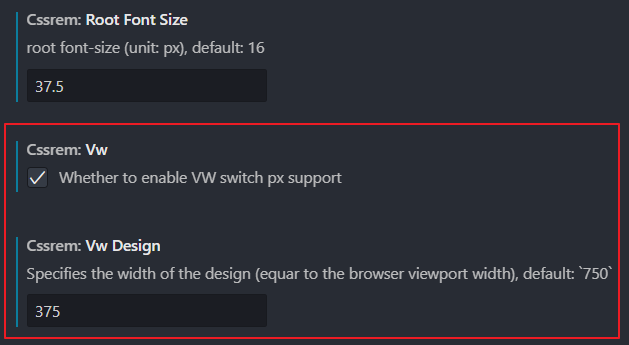 Cssrem: Root Font Size
root font-size (unit: px), default: 16
37.5
Cssrem: Vw
Whether to enable VW switch px support
Cssrem: Vw Design
Specifies the width of the design (equar to the browser viewport width), default: `750`
375